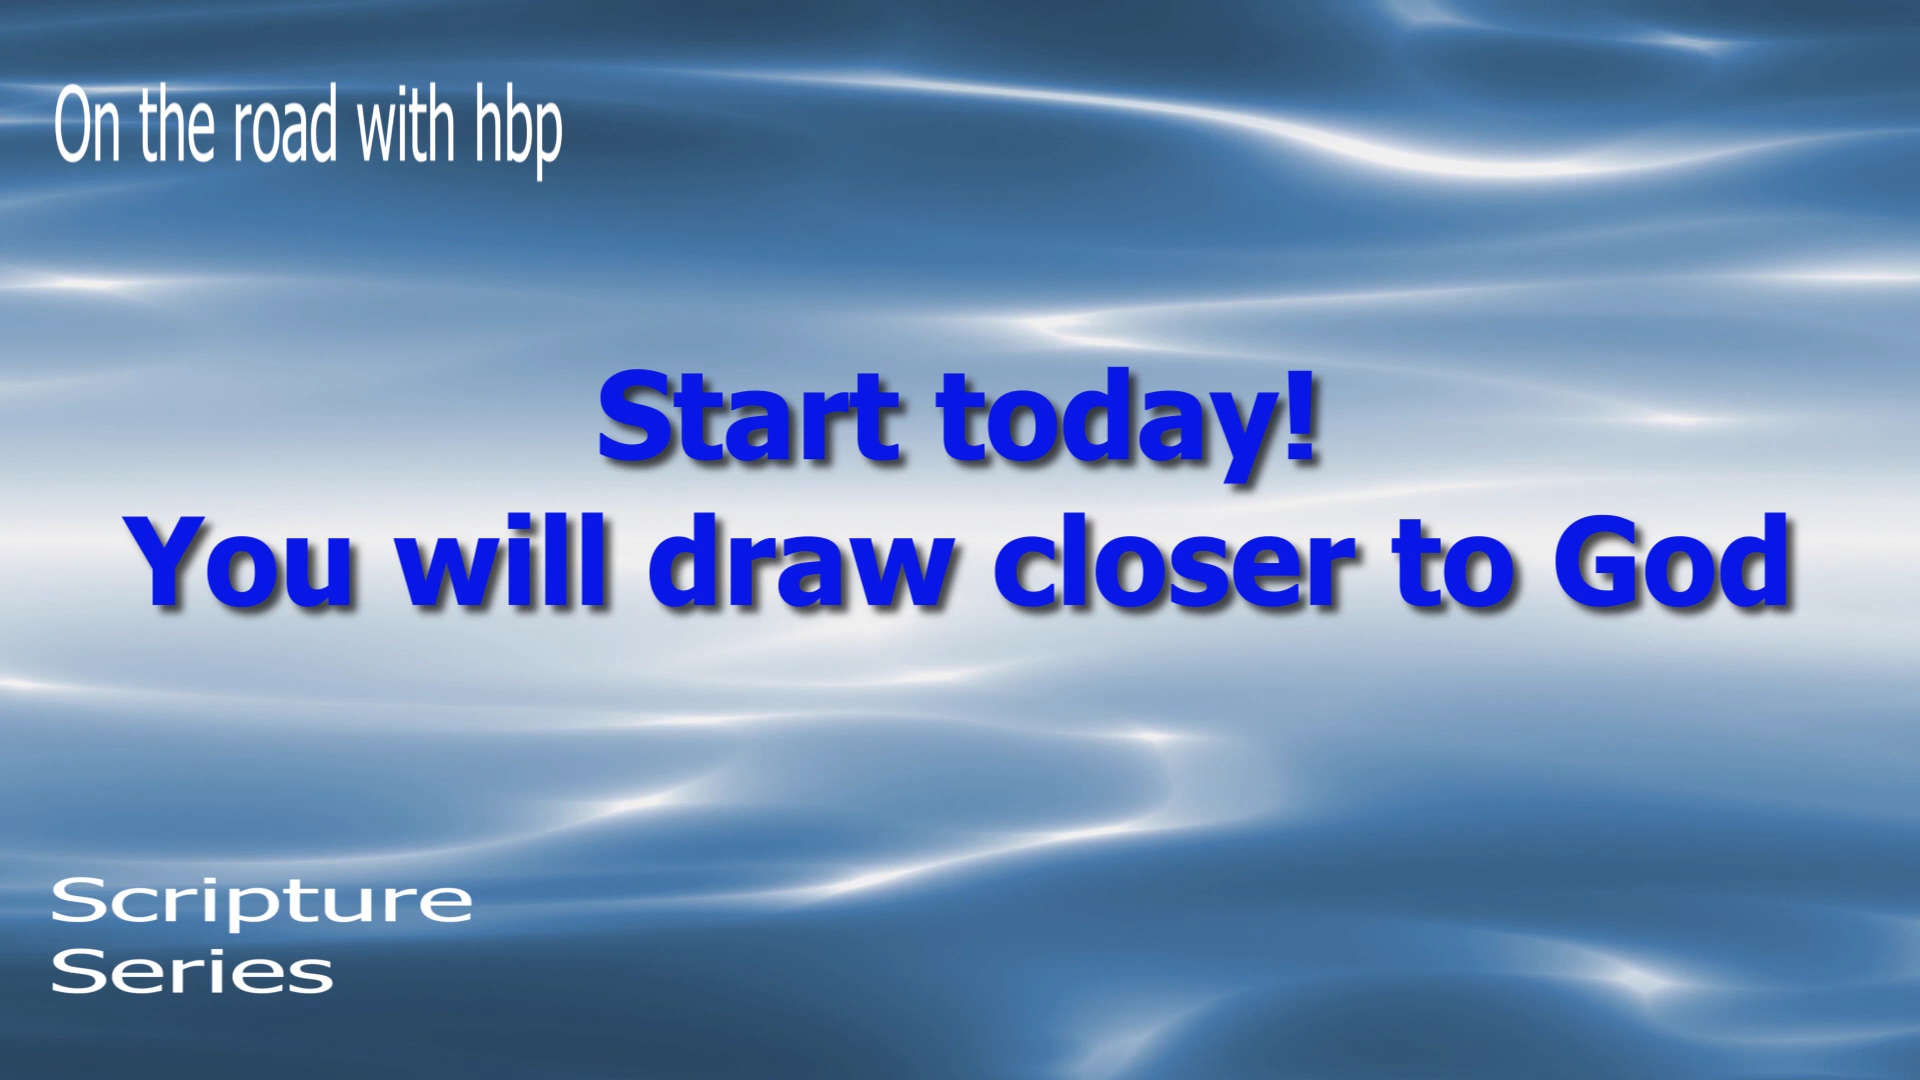 On the road with hbp
Start today!
You will draw closer to God
Scripture
Series